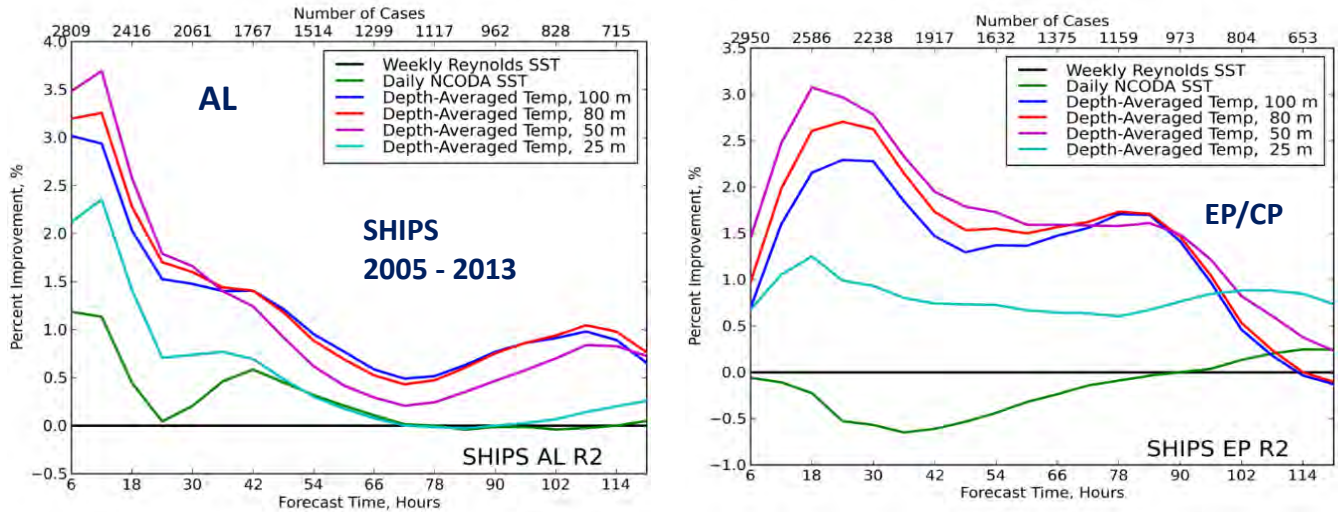 Number of Cases
2809 2416 2061 1767 1514 1299 1117 962 828 715
4.0
3.5
3.0
2.5
2.0
1.5
1.0
0.5
0.0
−0.5
Percent Improvement, %
AL
Weekly Reynolds SST
Daily NCODA SST
Depth-Averaged Temp, 100 m
Depth-Averaged Temp, 80 m
Depth-Averaged Temp, 50 m
Depth-Averaged Temp, 25 m
SHIPS
2005 - 2013
SHIPS AL R2
6 18 30 42 54 66 78 90 102 114
Forecast Time, Hours
Number of Cases
2950 2586 2238 1917 1632 1375 1159 973 804 653
3.5
3.0
2.5
2.0
1.5
1.0
0.5
0.0
−0.5
−1.0
Percent Improvement, %
Weekly Reynolds SST
Daily NCODA SST
Depth-Averaged Temp, 100 m
Depth-Averaged Temp, 80 m
Depth-Averaged Temp, 50 m
Depth-Averaged Temp, 25 m
EP/CP
SHIPS EP R2
6 18 30 42 54 66 78 90 102 114
Forecast Time, Hours